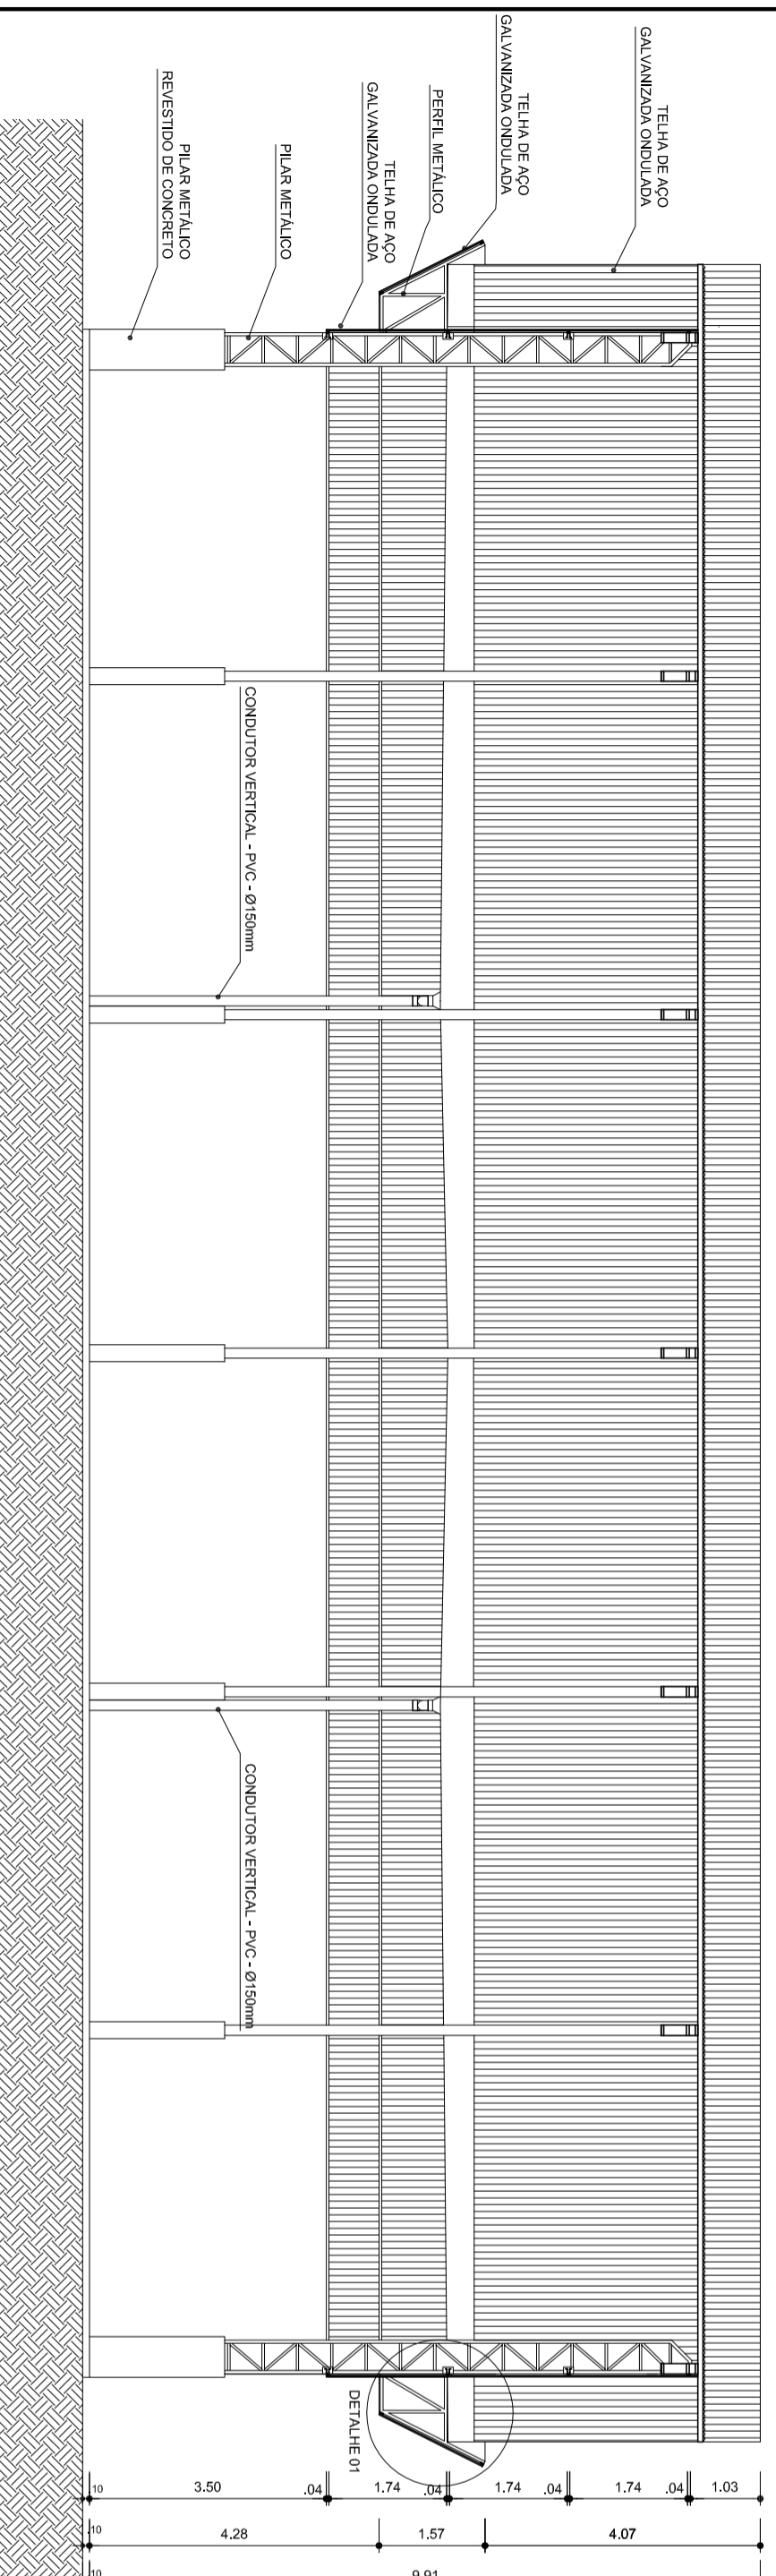 TELHA DE AÇO
GALVANIZADA ONDULADA
TELHA DE AÇO
GALVANIZADA ONDULADA
PERFIL METÁLICO
TELHA DE AÇO
GALVANIZADA ONDULADA
PILAR METÁLICO
PILAR METÁLICO
REVESTIDO DE CONCRETO
CONDUTOR VERTICAL - PVC - Ø150mm
CONDUTOR VERTICAL - PVC - Ø150mm
DETALHE 01
.10 3.50 .04 1.74 .04 1.74 .04 1.74 .04 1.03
.10 4.28 1.57 4.07
.10 9.91